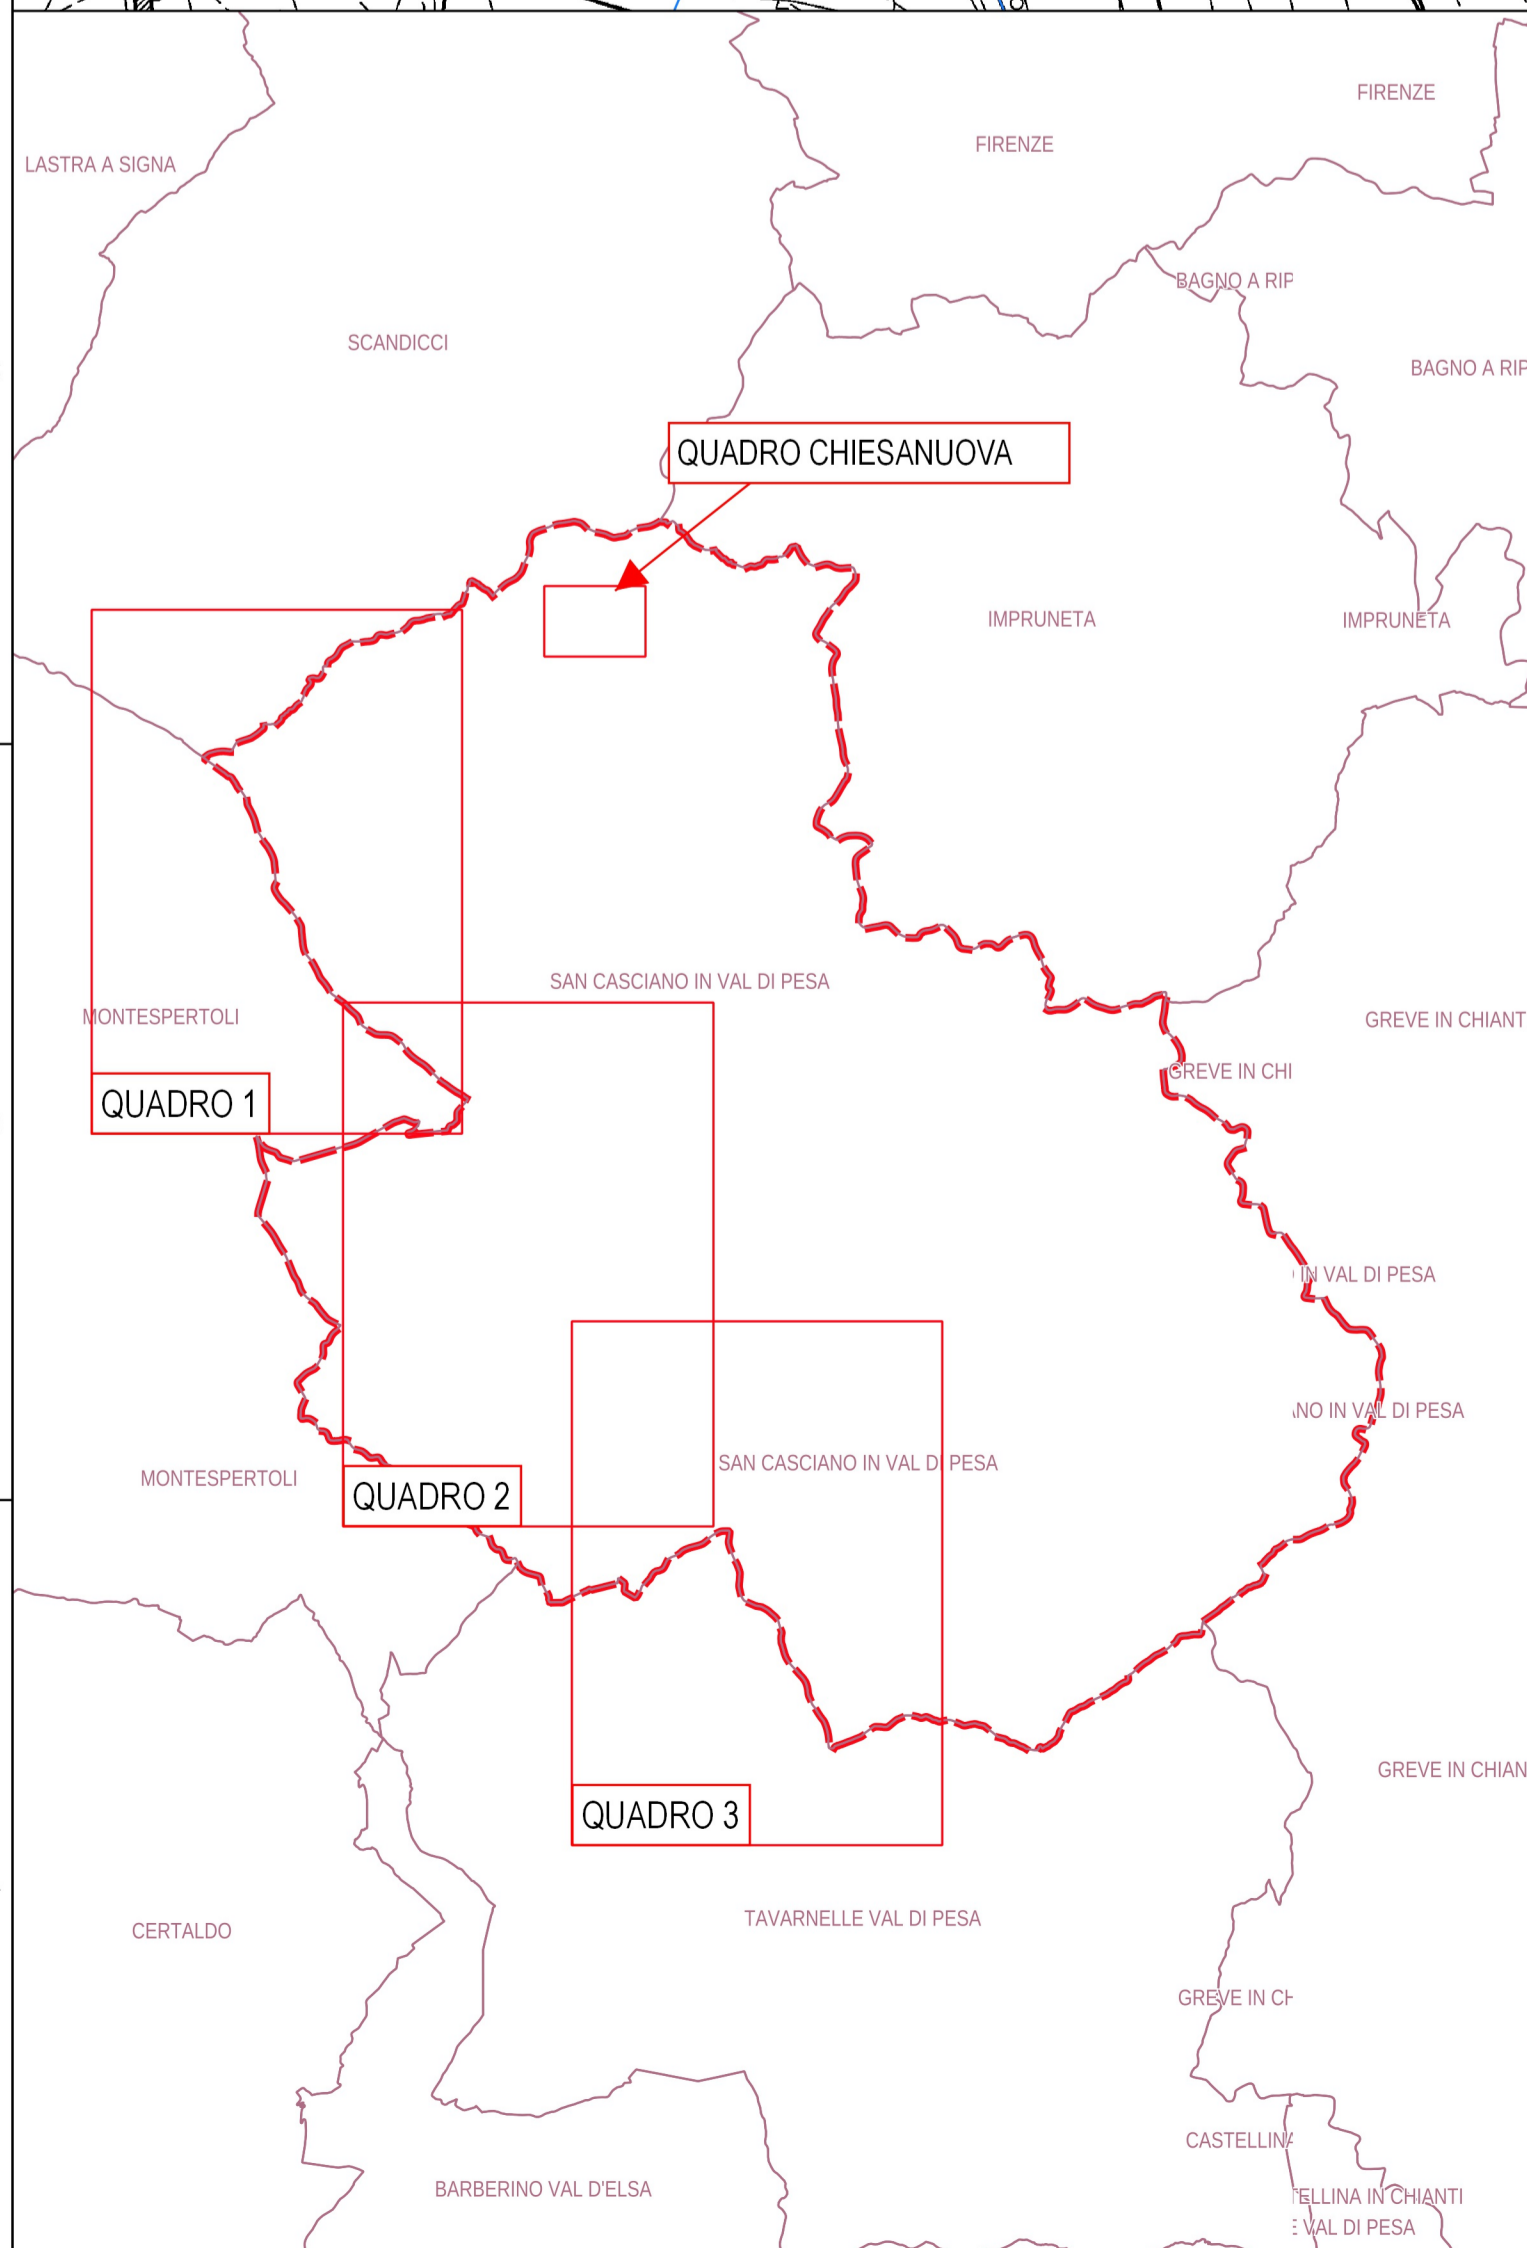 FIRENZE
FIRENZE
LASTRA A SIGNA
BAGNO A RIP
SCANDICCI
BAGNO A RIP
QUADRO CHIESANUOVA
IMPRUNETA
IMPRUNETA
SAN CASCIANO IN VAL DI PESA
MONTESPERTOLI
GREVE IN CHIANT
GREVE IN CHI
QUADRO 1
IN VAL DI PESA
NO IN VAL DI PESA
SAN CASCIANO IN VAL DI PESA
MONTESPERTOLI
QUADRO 2
GREVE IN CHIAN
QUADRO 3
TAVARNELLE VAL DI PESA
CERTALDO
GREVE IN CH
CASTELLINA
BARBERINO VAL D'ELSA
TELLINA IN CHIANTI
E VAL DI PESA